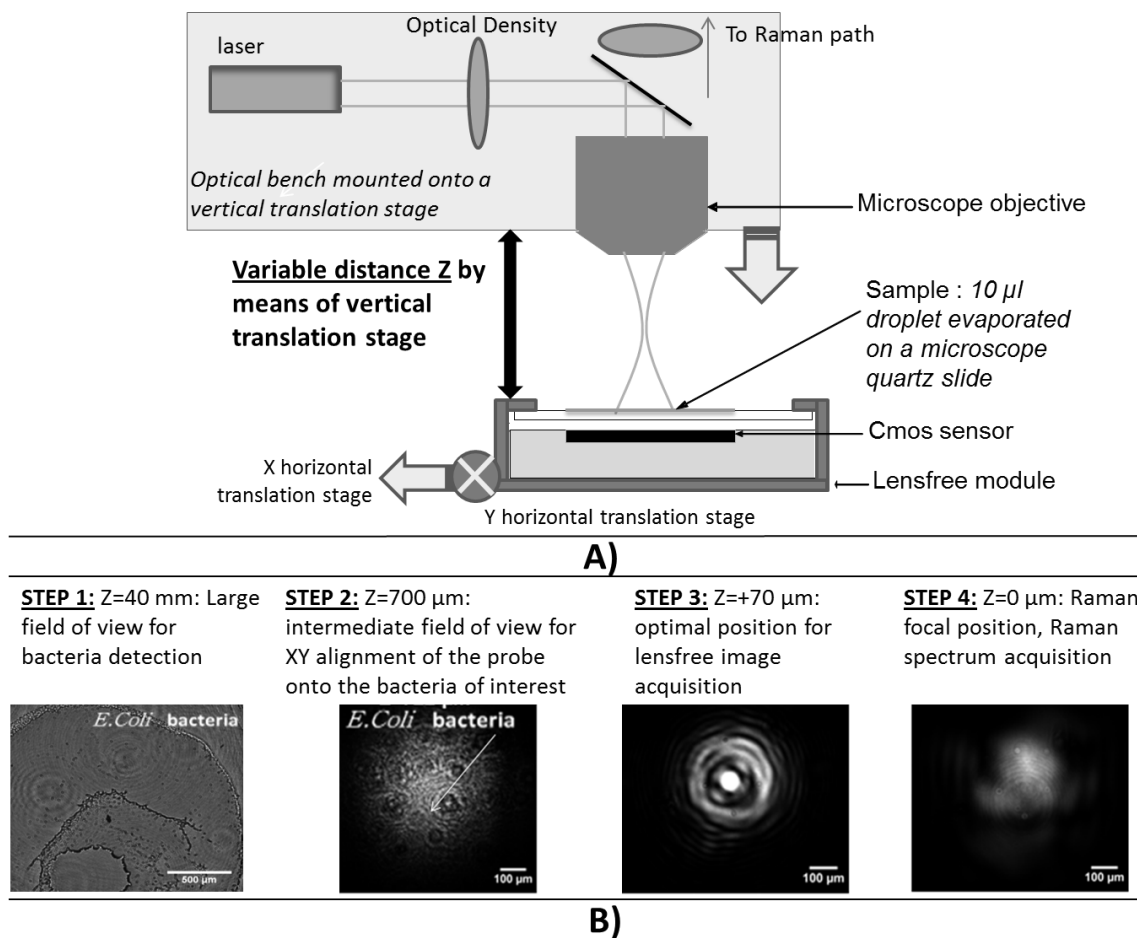 laser
Optical Density
To Raman path
Optical bench mounted onto a
vertical translation stage
Microscope objective
Variable distance Z by
means of vertical
translation stage
Sample : 10 µl
droplet evaporated
on a microscope
quartz slide
Cmos sensor
X horizontal
translation stage
Lensfree module
Y horizontal translation stage
A)
STEP 1: Z=40 mm: Large
field of view for
bacteria detection
E.Coli bacteria
500 µm
STEP 2: Z=700 µm:
intermediate field of view for
XY alignment of the probe
onto the bacteria of interest
E.Coli bacteria
100 µm
STEP 3: Z=+70 µm:
optimal position for
lensfree image
acquisition
100 µm
STEP 4: Z=0 µm: Raman
focal position, Raman
spectrum acquisition
100 µm
B)